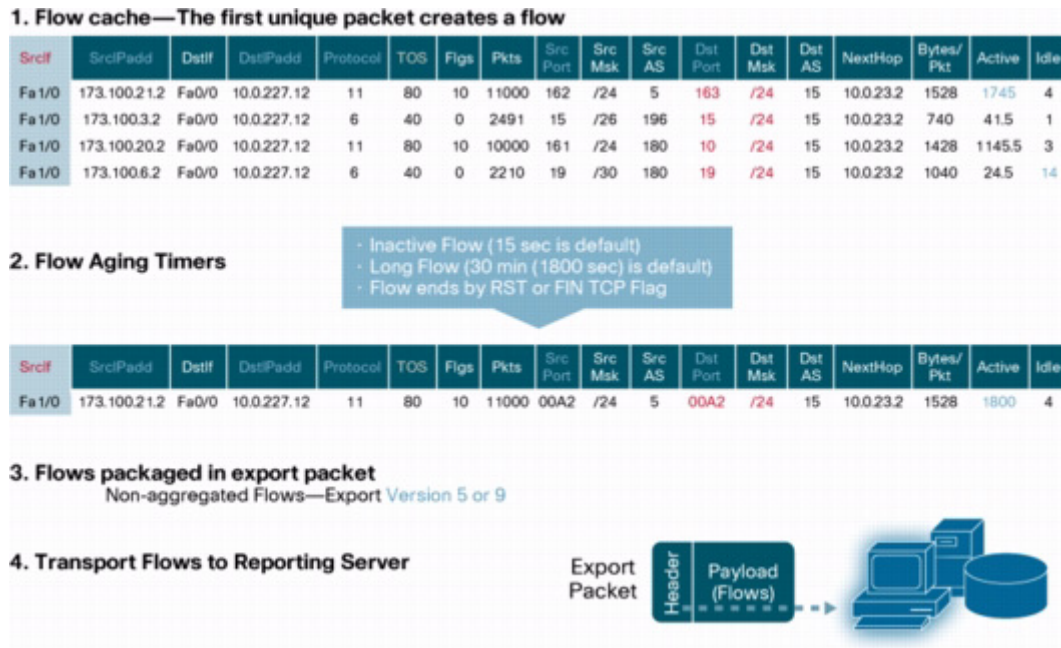 1. Flow cache—The first unique packet creates a flow
SrcIf SrcIPadd DstIf DstIPadd Protocol TOS Flgs Pkts Src Port Src Msk Src AS Dst Port Dst Msk Dst AS NextHop Bytes/Pkt Active Idle
Fa1/0 173.100.21.2 Fa0/0 10.0.227.12 11 80 10 11000 162 /24 5 163 /24 15 10.0.23.2 1528 1745 4
Fa1/0 173.100.3.2 Fa0/0 10.0.227.12 6 40 0 2491 15 /26 196 15 /24 15 10.0.23.2 740 41.5 1
Fa1/0 173.100.20.2 Fa0/0 10.0.227.12 11 80 10 10000 161 /24 180 10 /24 15 10.0.23.2 1428 1145.5 3
Fa1/0 173.100.6.2 Fa0/0 10.0.227.12 6 40 0 2210 19 /30 180 19 /24 15 10.0.23.2 1040 24.5 14
2. Flow Aging Timers
· Inactive Flow (15 sec is default)
· Long Flow (30 min (1800 sec) is default)
· Flow ends by RST or FIN TCP Flag
SrcIf SrcIPadd DstIf DstIPadd Protocol TOS Flgs Pkts Src Port Src Msk Src AS Dst Port Dst Msk Dst AS NextHop Bytes/Pkt Active Idle
Fa1/0 173.100.21.2 Fa0/0 10.0.227.12 11 80 10 11000 00A2 /24 5 00A2 /24 15 10.0.23.2 1528 1800 4
3. Flows packaged in export packet
Non-aggregated Flows—Export Version 5 or 9
4. Transport Flows to Reporting Server
Export
Packet
Header
Payload
(Flows)